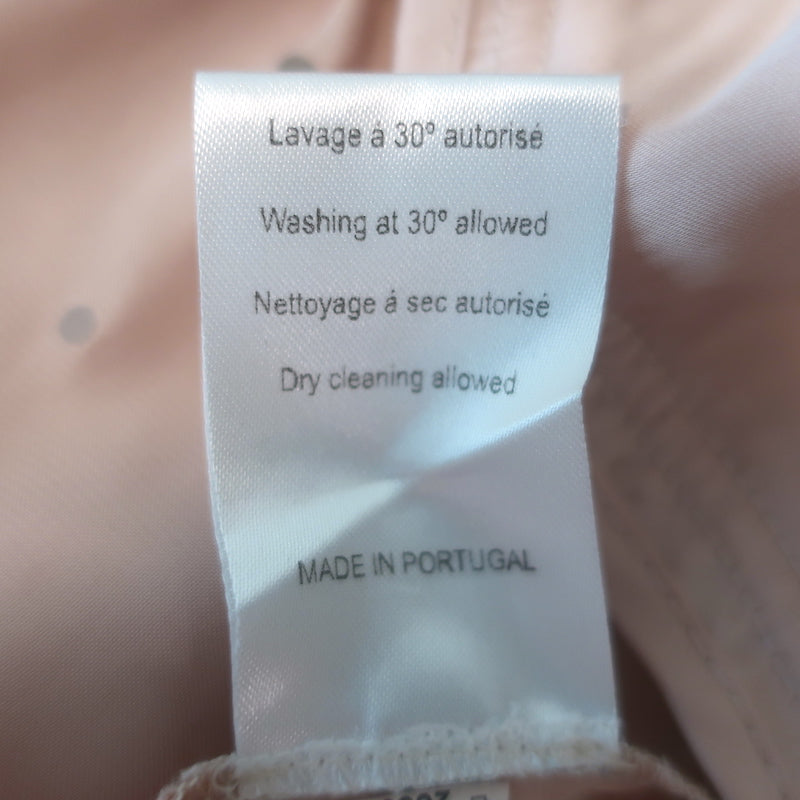 Lavage à 30° autorisé
Washing at 30° allowed
Nettoyage à sec autorisé
Dry cleaning allowed
MADE IN PORTUGAL